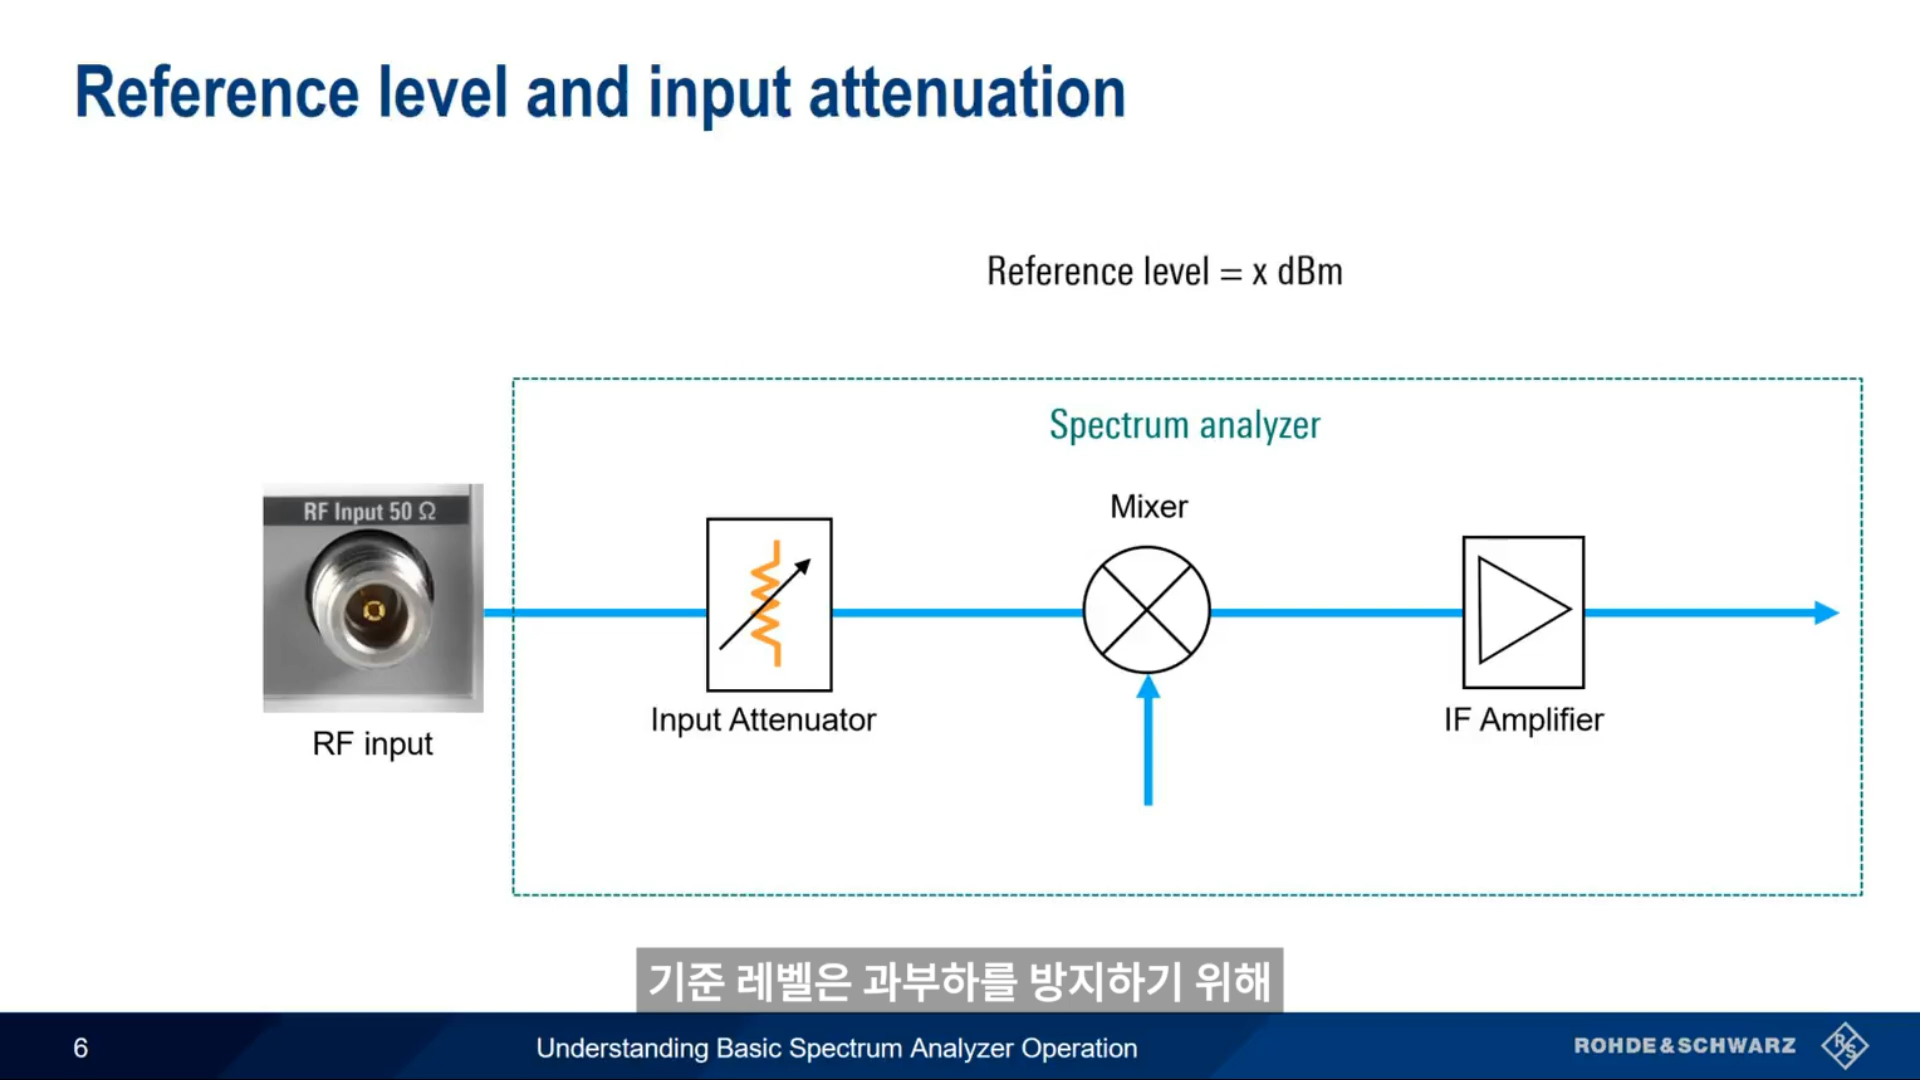 Reference level and input attenuation
Reference level = x dBm
Spectrum analyzer
Mixer
RF Input 50 Ω
Input Attenuator
IF Amplifier
RF input
기준 레벨은 과부하를 방지하기 위해
6
Understanding Basic Spectrum Analyzer Operation
ROHDE&SCHWARZ
R&S